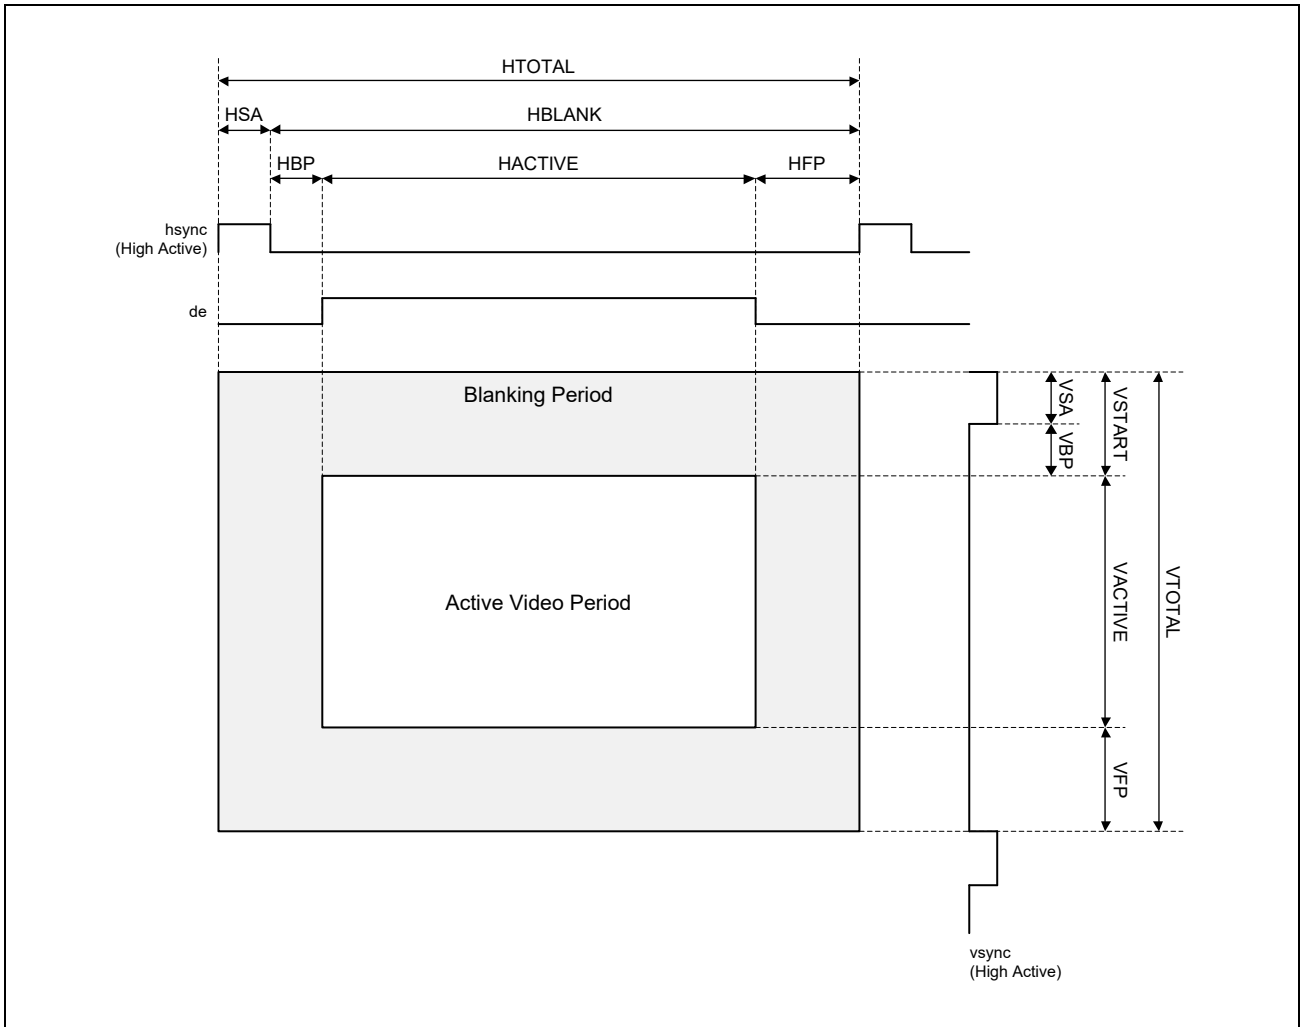 HTOTAL
HSA
HBLANK
HBP
HACTIVE
HFP
hsync
(High Active)
de
Blanking Period
VSA
VSTART
VBP
Active Video Period
VACTIVE
VTOTAL
VFP
vsync
(High Active)